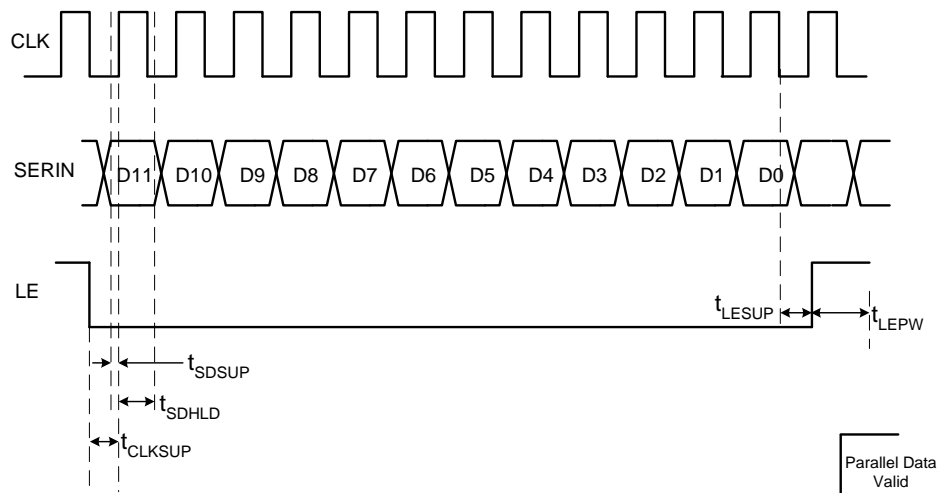 CLK
SERIN
D11 D10 D9 D8 D7 D6 D5 D4 D3 D2 D1 D0
LE
tLESUP
tLEPW
tSDSUP
tSDHLD
tCLKSUP
Parallel Data
Valid